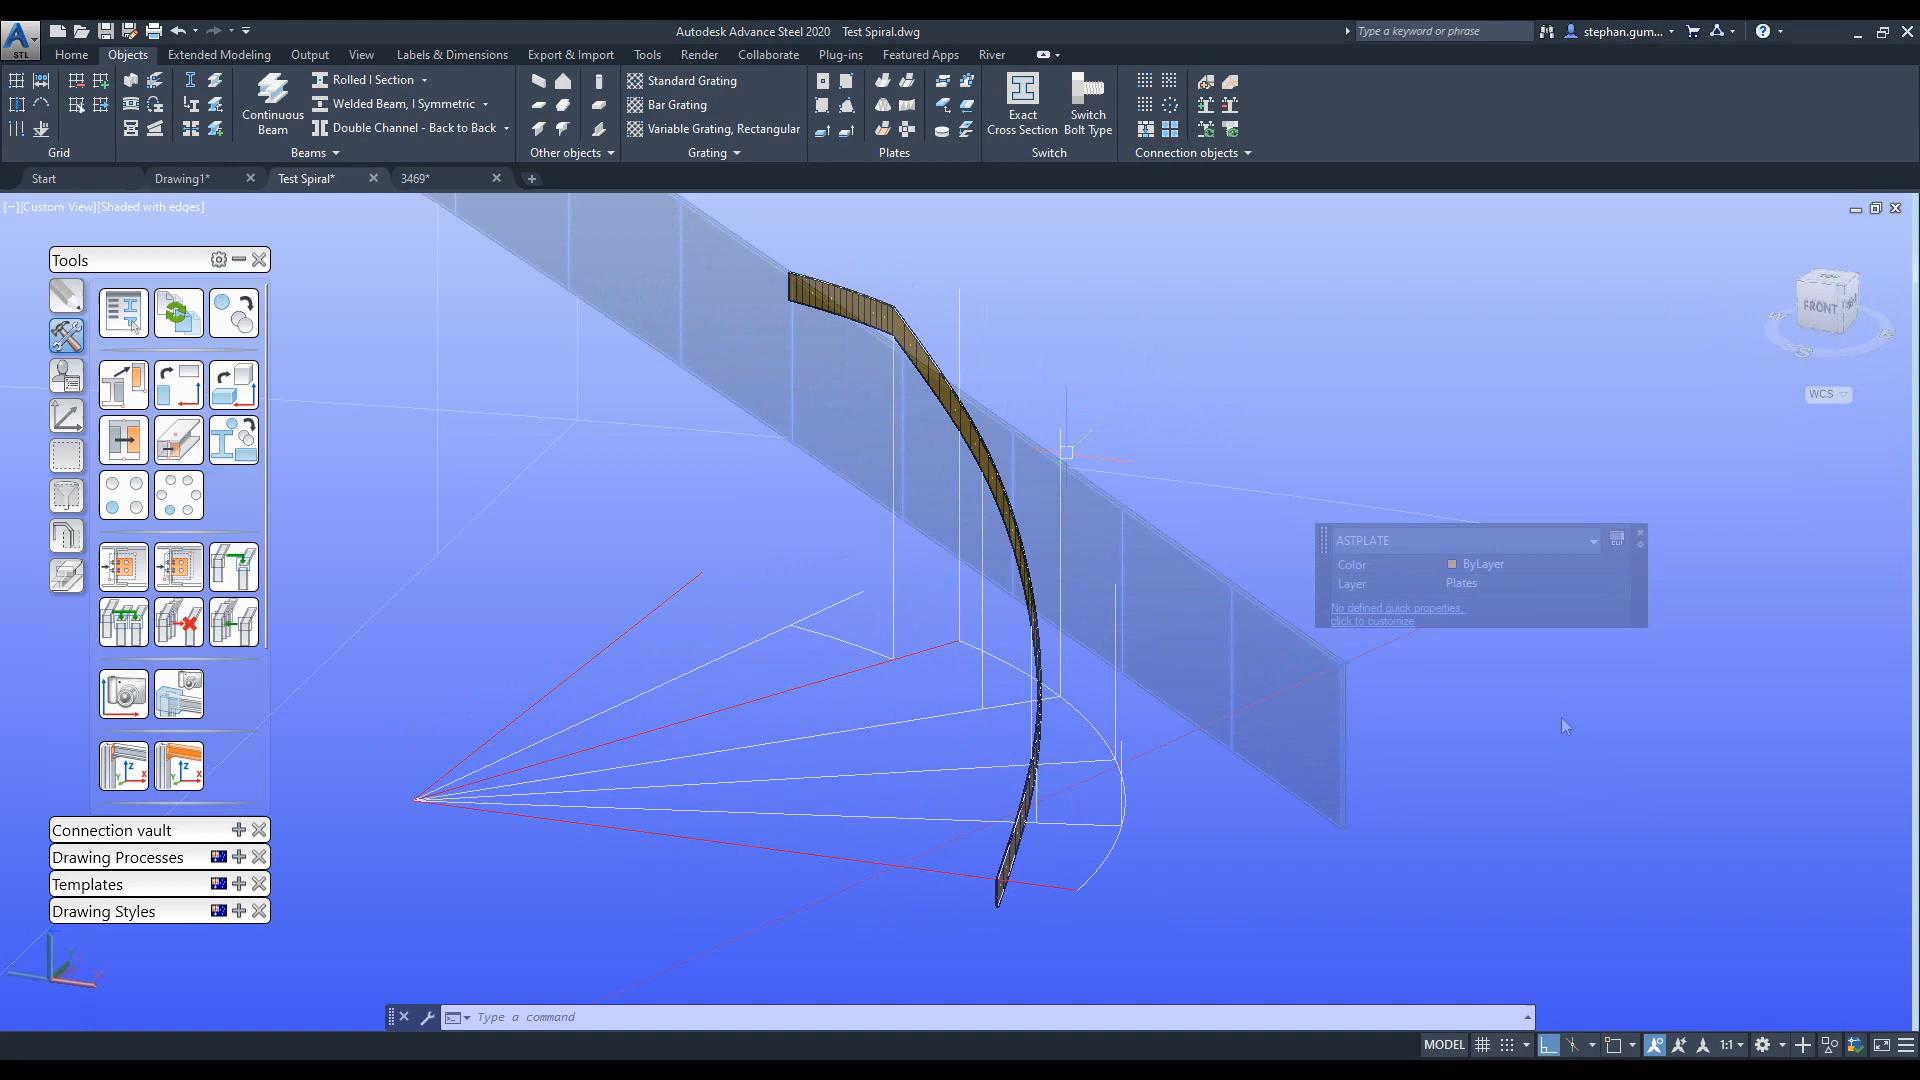 Autodesk Advance Steel 2020 Test Spiral.dwg
Type a keyword or phrase
stephan.gum...
STL
Home Objects Extended Modeling Output View Labels & Dimensions Export & Import Tools Render Collaborate Plug-ins Featured Apps River
Continuous Beam
Rolled I Section
Welded Beam, I Symmetric
Double Channel - Back to Back
Standard Grating
Bar Grating
Variable Grating, Rectangular
Exact Cross Section
Switch Bolt Type
Grid Beams Other objects Grating Plates Switch Connection objects
Start Drawing1* Test Spiral* 3469*
[−][Custom View][Shaded with edges]
Tools
TOP
FRONT
W
S
WCS
ASTPLATE
Color ByLayer
Layer Plates
No defined quick properties,
click to customize
Connection vault
Drawing Processes
Templates
Drawing Styles
Type a command
MODEL
1:1